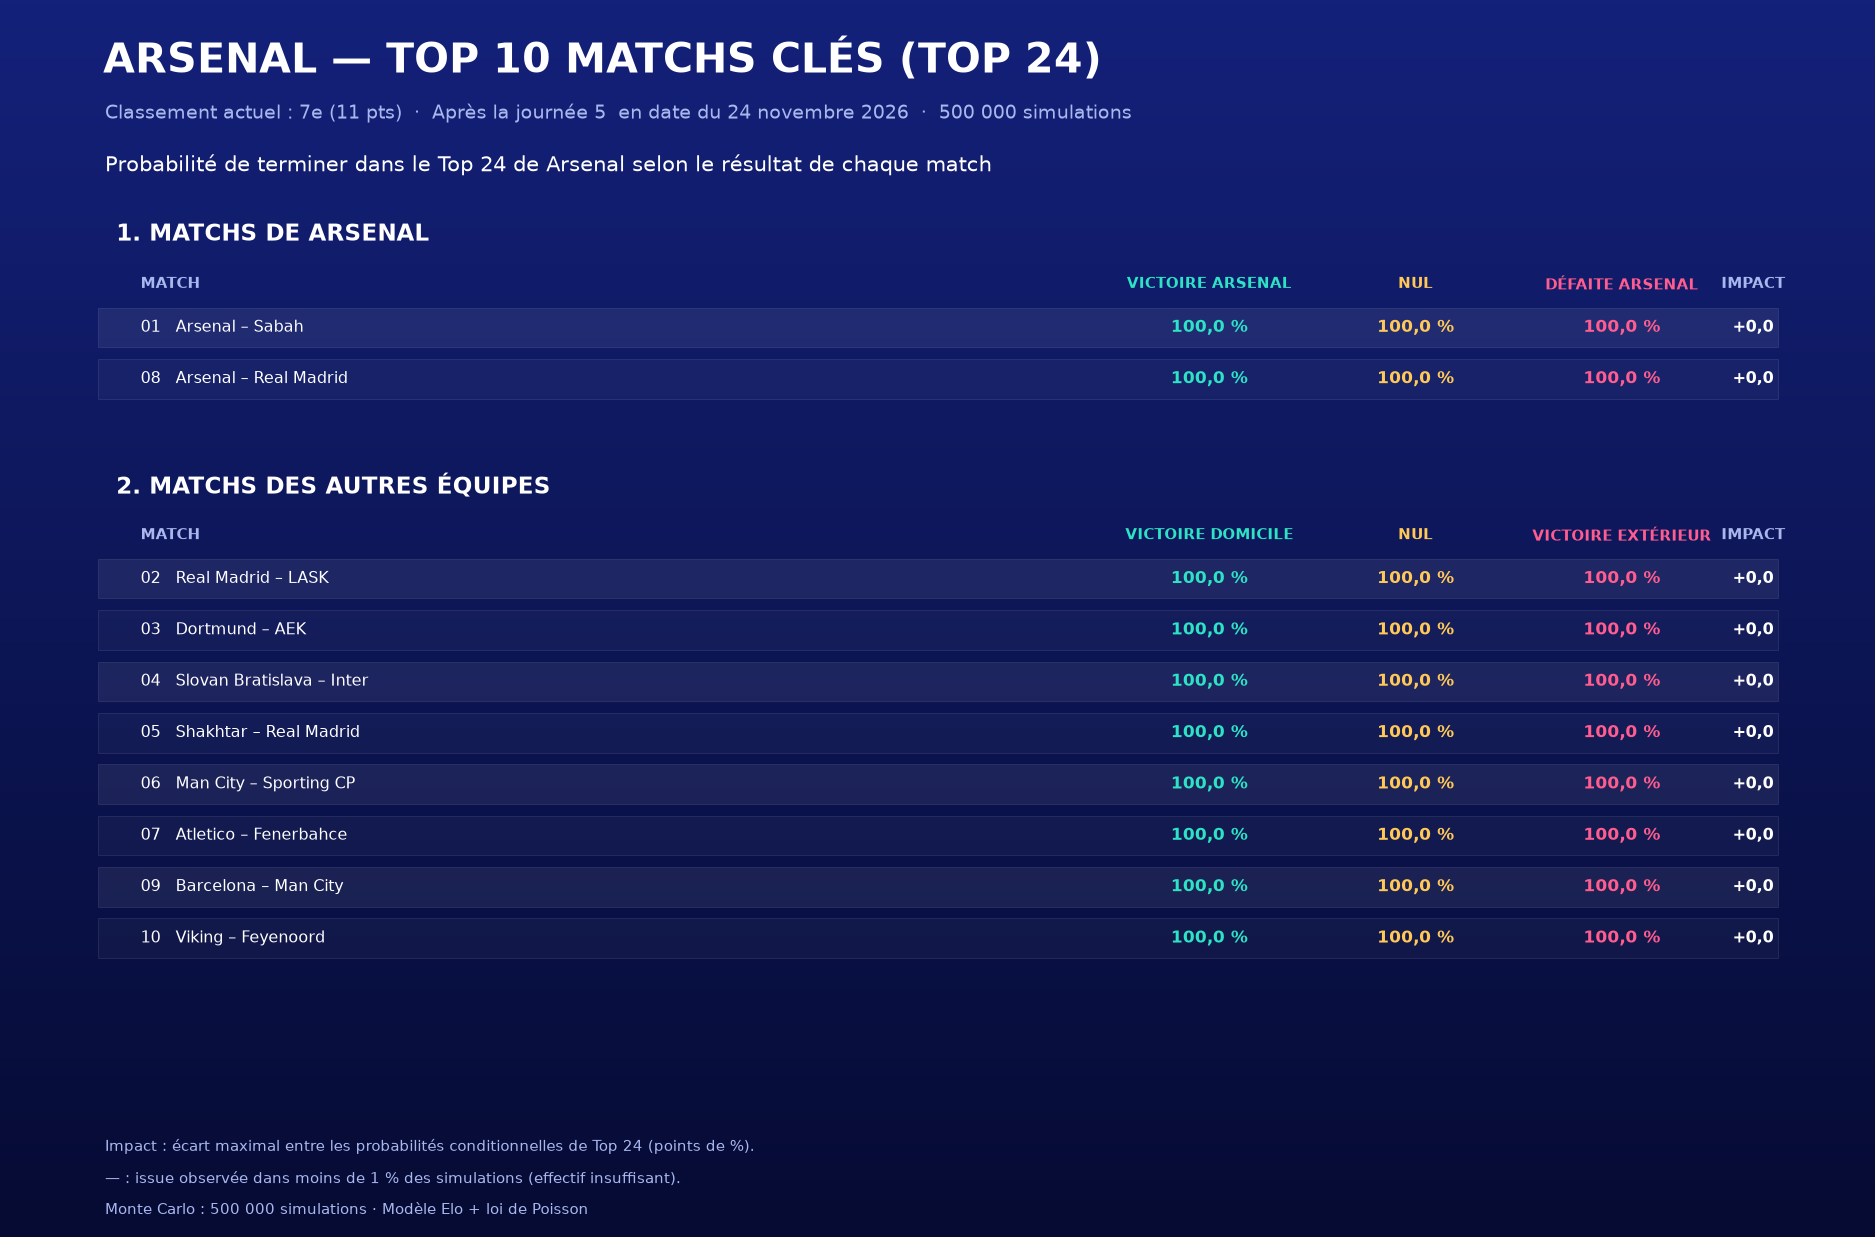 ARSENAL — TOP 10 MATCHS CLÉS (TOP 24)
Classement actuel : 7e (11 pts) · Après la journée 5 en date du 24 novembre 2026 · 500 000 simulations
Probabilité de terminer dans le Top 24 de Arsenal selon le résultat de chaque match
1. MATCHS DE ARSENAL
MATCH VICTOIRE ARSENAL NUL DÉFAITE ARSENAL IMPACT
01 Arsenal – Sabah 100,0 % 100,0 % 100,0 % +0,0
08 Arsenal – Real Madrid 100,0 % 100,0 % 100,0 % +0,0
2. MATCHS DES AUTRES ÉQUIPES
MATCH VICTOIRE DOMICILE NUL VICTOIRE EXTÉRIEUR IMPACT
02 Real Madrid – LASK 100,0 % 100,0 % 100,0 % +0,0
03 Dortmund – AEK 100,0 % 100,0 % 100,0 % +0,0
04 Slovan Bratislava – Inter 100,0 % 100,0 % 100,0 % +0,0
05 Shakhtar – Real Madrid 100,0 % 100,0 % 100,0 % +0,0
06 Man City – Sporting CP 100,0 % 100,0 % 100,0 % +0,0
07 Atletico – Fenerbahce 100,0 % 100,0 % 100,0 % +0,0
09 Barcelona – Man City 100,0 % 100,0 % 100,0 % +0,0
10 Viking – Feyenoord 100,0 % 100,0 % 100,0 % +0,0
Impact : écart maximal entre les probabilités conditionnelles de Top 24 (points de %).
— : issue observée dans moins de 1 % des simulations (effectif insuffisant).
Monte Carlo : 500 000 simulations · Modèle Elo + loi de Poisson